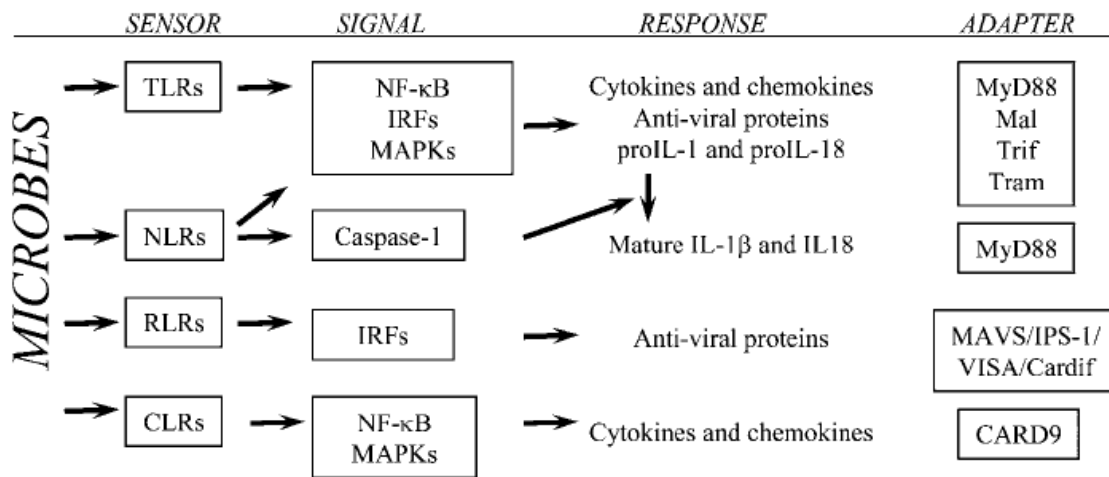 SENSOR SIGNAL RESPONSE ADAPTER
MICROBES
TLRs
NF-κB
IRFs
MAPKs
Cytokines and chemokines
Anti-viral proteins
proIL-1 and proIL-18
MyD88
Mal
Trif
Tram
NLRs
Caspase-1
Mature IL-1β and IL18
MyD88
RLRs
IRFs
Anti-viral proteins
MAVS/IPS-1/
VISA/Cardif
CLRs
NF-κB
MAPKs
Cytokines and chemokines
CARD9